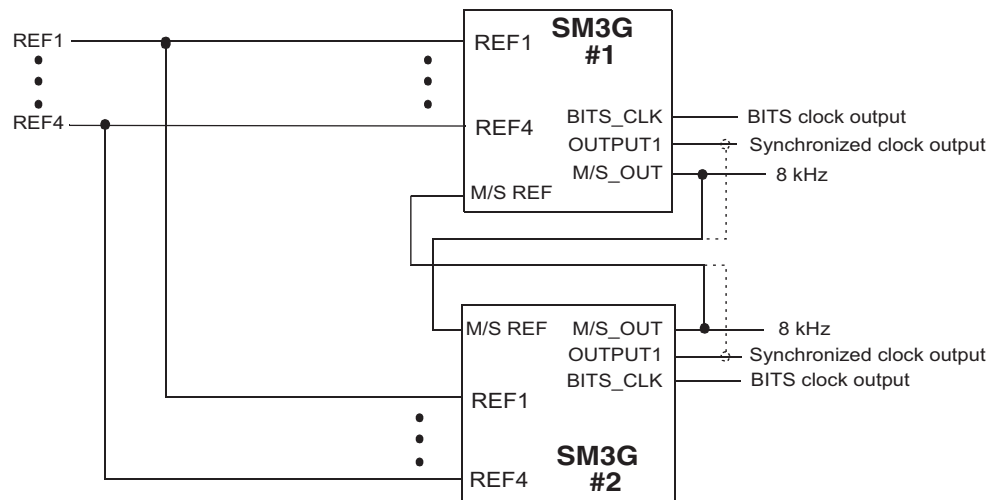 REF1
REF4
SM3G
#1
REF1
REF4
M/S REF
BITS_CLK
OUTPUT1
M/S_OUT
BITS clock output
Synchronized clock output
8 kHz
M/S REF
REF1
REF4
M/S_OUT
OUTPUT1
BITS_CLK
SM3G
#2
8 kHz
Synchronized clock output
BITS clock output